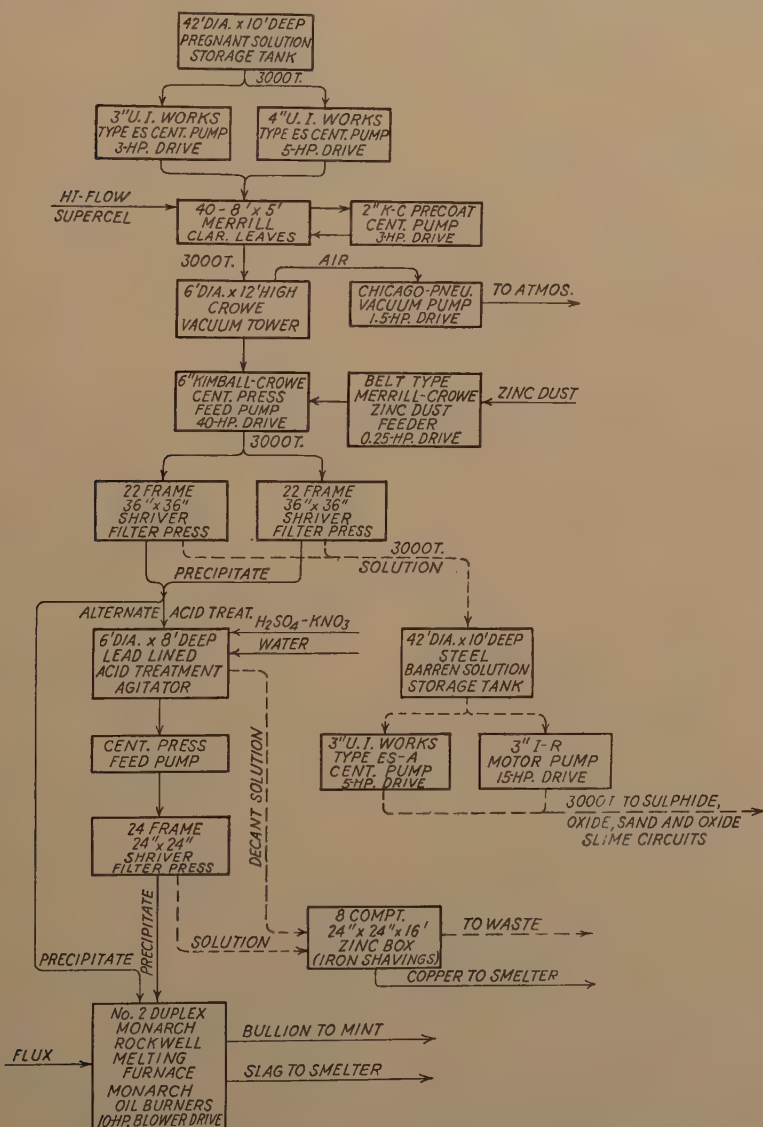 42'DIA. x 10'DEEP
PREGNANT SOLUTION
STORAGE TANK
3000T.
3"U.I. WORKS
TYPE ES CENT. PUMP
3-HP. DRIVE
4"U.I. WORKS
TYPE ES CENT. PUMP
5-HP. DRIVE
HI-FLOW
SUPERCEL
40-8'x 5'
MERRILL
CLAR. LEAVES
2"K-C PRECOAT
CENT. PUMP
3-HP. DRIVE
3000T.
AIR
6'DIA. x 12'HIGH
CROWE
VACUUM TOWER
CHICAGO-PNEU.
VACUUM PUMP
1.5-HP. DRIVE
TO ATMOS.
6"KIMBALL-CROWE
CENT. PRESS
FEED PUMP
40-HP. DRIVE
BELT TYPE
MERRILL-CROWE
ZINC DUST
FEEDER
0.25-HP. DRIVE
ZINC DUST
3000T.
22 FRAME
36"x 36"
SHRIVER
FILTER PRESS
22 FRAME
36"x 36"
SHRIVER
FILTER PRESS
3000T.
SOLUTION
PRECIPITATE
ALTERNATE ACID TREAT.
H2SO4-KNO3
WATER
6'DIA. x 8'DEEP
LEAD LINED
ACID TREATMENT
AGITATOR
42'DIA. x 10'DEEP
STEEL
BARREN SOLUTION
STORAGE TANK
CENT. PRESS
FEED PUMP
DECANT SOLUTION
3"U.I. WORKS
TYPE ES-A
CENT. PUMP
5-HP. DRIVE
3"I-R
MOTOR PUMP
15-HP. DRIVE
3000T TO SULPHIDE,
OXIDE, SAND AND OXIDE
SLIME CIRCUITS
24 FRAME
24"x 24"
SHRIVER
FILTER PRESS
PRECIPITATE
PRECIPITATE
SOLUTION
8 COMPT.
24"x 24"x 16'
ZINC BOX
(IRON SHAVINGS)
TO WASTE
COPPER TO SMELTER
FLUX
No. 2 DUPLEX
MONARCH
ROCKWELL
MELTING
FURNACE
MONARCH
OIL BURNERS
10-HP. BLOWER DRIVE
BULLION TO MINT
SLAG TO SMELTER